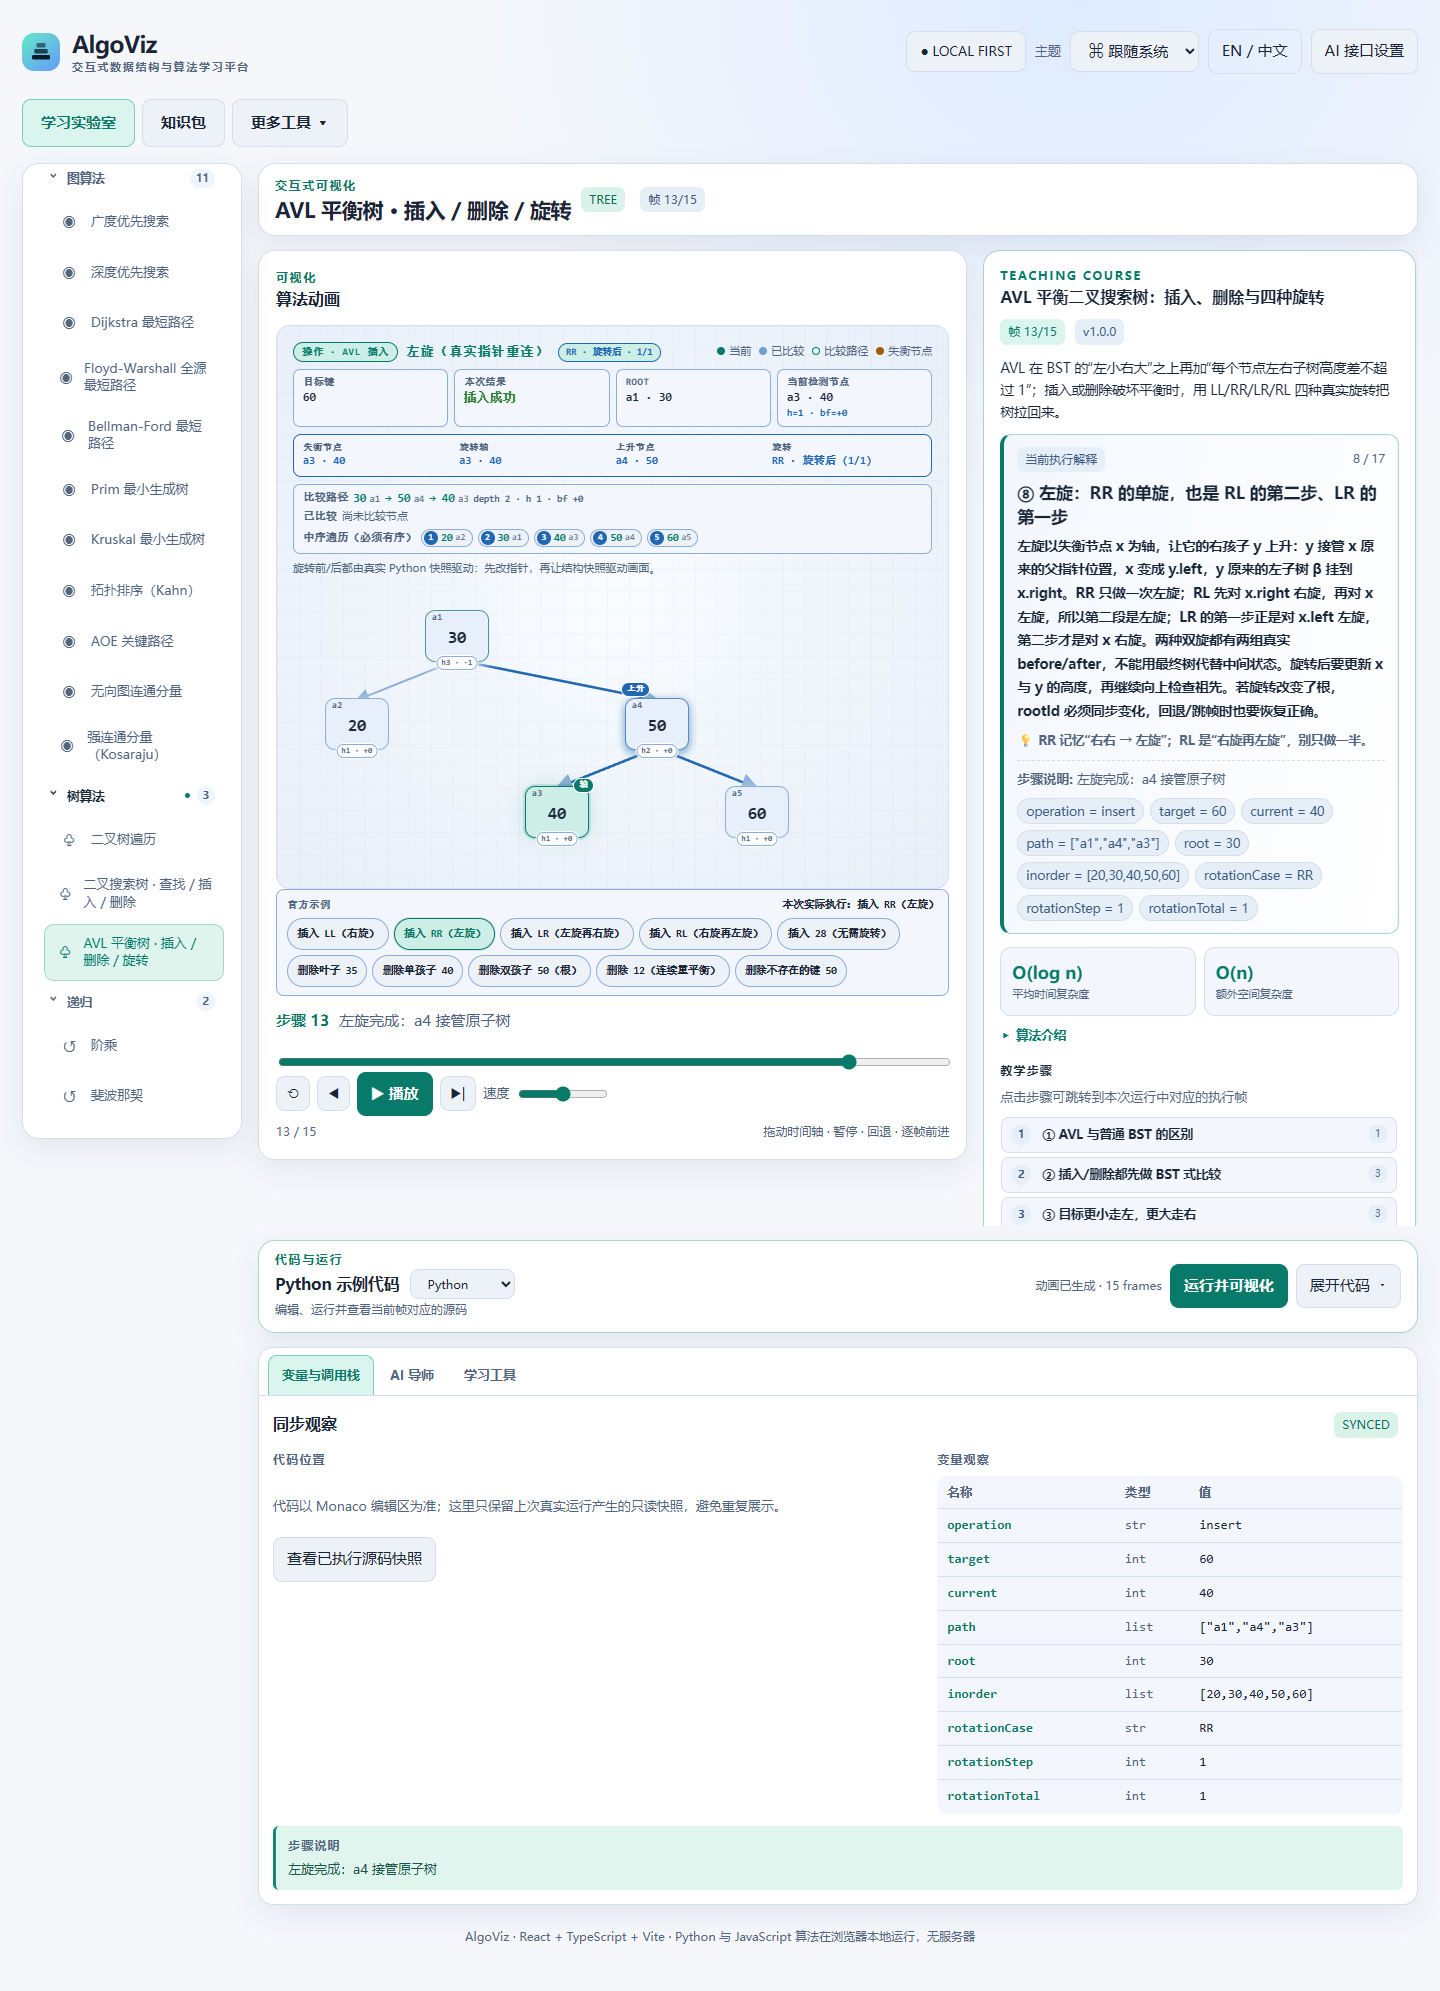 AlgoViz
交互式数据结构与算法学习平台
● LOCAL FIRST
主题
⌘ 跟随系统
EN / 中文
AI 接口设置
学习实验室
知识包
更多工具 ▾
图算法 11
广度优先搜索
深度优先搜索
Dijkstra 最短路径
Floyd-Warshall 全源
最短路径
Bellman-Ford 最短
路径
Prim 最小生成树
Kruskal 最小生成树
拓扑排序（Kahn）
AOE 关键路径
无向图连通分量
强连通分量
（Kosaraju）
树算法 • 3
二叉树遍历
二叉搜索树 · 查找 / 插
入 / 删除
AVL 平衡树 · 插入 /
删除 / 旋转
递归 2
阶乘
斐波那契
交互式可视化
AVL 平衡树 • 插入 / 删除 / 旋转
TREE
帧 13/15
可视化
算法动画
操作 · AVL 插入
左旋（真实指针重连）
RR · 旋转后 · 1/1
当前
已比较
比较路径
失衡节点
目标键
60
本次结果
插入成功
ROOT
a1 · 30
当前检测节点
a3 · 40
h=1 · bf=+0
失衡节点
a3 · 40
旋转轴
a3 · 40
上升节点
a4 · 50
旋转
RR · 旋转后 (1/1)
比较路径 30 a1 → 50 a4 → 40 a3 depth 2 · h 1 · bf +0
已比较 尚未比较节点
中序遍历（必须有序） 1 20 a2 2 30 a1 3 40 a3 4 50 a4 5 60 a5
旋转前/后都由真实 Python 快照驱动：先改指针，再让结构快照驱动画面。
a1
30
h3 · -1
上升
a2
20
h1 · +0
a4
50
h2 · +0
轴
a3
40
h1 · +0
a5
60
h1 · +0
官方示例
本次实际执行：插入 RR（左旋）
插入 LL（右旋）
插入 RR（左旋）
插入 LR（左旋再右旋）
插入 RL（右旋再左旋）
插入 28（无需旋转）
删除叶子 35
删除单孩子 40
删除双孩子 50（根）
删除 12（连续重平衡）
删除不存在的键 50
步骤 13 左旋完成：a4 接管原子树
▶ 播放
速度
13 / 15
拖动时间轴 · 暂停 · 回退 · 逐帧前进
TEACHING COURSE
AVL 平衡二叉搜索树：插入、删除与四种旋转
帧 13/15
v1.0.0
AVL 在 BST 的“左小右大”之上再加“每个节点左右子树高度差不超
过 1”；插入或删除破坏平衡时，用 LL/RR/LR/RL 四种真实旋转把
树拉回来。
当前执行解释
8 / 17
⑧ 左旋：RR 的单旋，也是 RL 的第二步、LR 的
第一步
左旋以失衡节点 x 为轴，让它的右孩子 y 上升：y 接管 x 原
来的父指针位置，x 变成 y.left，y 原来的左子树 β 挂到
x.right。RR 只做一次左旋；RL 先对 x.right 右旋，再对 x
左旋，所以第二段是左旋；LR 的第一步正是对 x.left 左旋，
第二步才是对 x 右旋。两种双旋都有两组真实
before/after，不能用最终树代替中间状态。旋转后要更新 x
与 y 的高度，再继续向上检查祖先。若旋转改变了根，
rootId 必须同步变化，回退/跳帧时也要恢复正确。
💡 RR 记忆“右右 → 左旋”；RL 是“右旋再左旋”，别只做一半。
步骤说明: 左旋完成：a4 接管原子树
operation = insert
target = 60
current = 40
path = ["a1","a4","a3"]
root = 30
inorder = [20,30,40,50,60]
rotationCase = RR
rotationStep = 1
rotationTotal = 1
O(log n)
平均时间复杂度
O(n)
额外空间复杂度
▸ 算法介绍
教学步骤
点击步骤可跳转到本次运行中对应的执行帧
1 ① AVL 与普通 BST 的区别 1
2 ② 插入/删除都先做 BST 式比较 3
3 ③ 目标更小走左，更大走右 3
代码与运行
Python 示例代码
Python
编辑、运行并查看当前帧对应的源码
动画已生成 · 15 frames
运行并可视化
展开代码 ·
变量与调用栈
AI 导师
学习工具
同步观察
SYNCED
代码位置
代码以 Monaco 编辑区为准；这里只保留上次真实运行产生的只读快照，避免重复展示。
查看已执行源码快照
变量观察
名称 类型 值
operation str insert
target int 60
current int 40
path list ["a1","a4","a3"]
root int 30
inorder list [20,30,40,50,60]
rotationCase str RR
rotationStep int 1
rotationTotal int 1
步骤说明
左旋完成：a4 接管原子树
AlgoViz · React + TypeScript + Vite · Python 与 JavaScript 算法在浏览器本地运行，无服务器